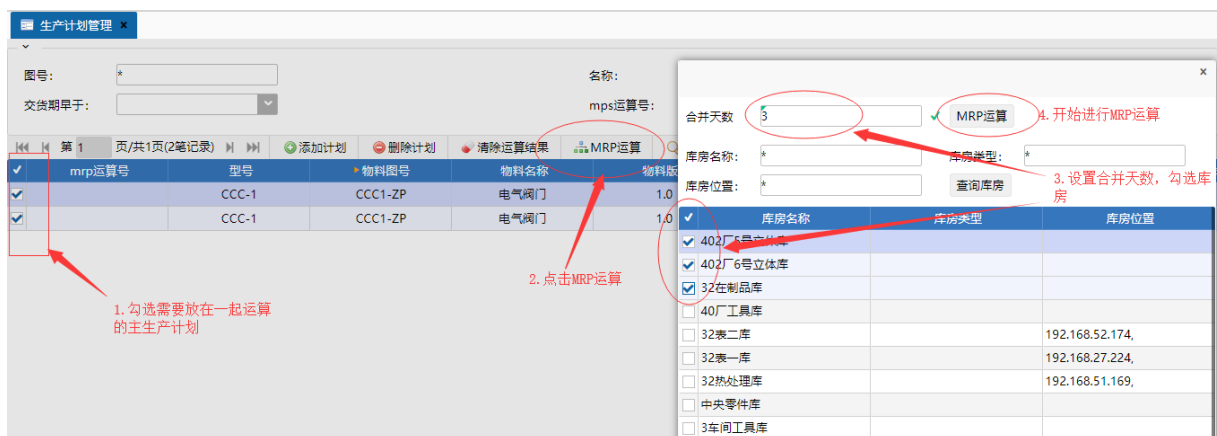 生产计划管理 ×
图号: *
名称:
交货期早于:
mps运算号:
第 1 页/共1页(2笔记录) 添加计划 删除计划 清除运算结果 MRP运算
mrp运算号 型号 物料图号 物料名称 物料版
CCC-1 CCC1-ZP 电气阀门 1.0
CCC-1 CCC1-ZP 电气阀门 1.0
1.勾选需要放在一起运算
的主生产计划
2.点击MRP运算
×
合并天数 3 MRP运算 4.开始进行MRP运算
库房名称: * 库房类型: *
库房位置: * 查询库房
3.设置合并天数，勾选库
房
库房名称 库房类型 库房位置
402厂5号立体库
402厂6号立体库
32在制品库
40厂工具库
32表二库 192.168.52.174,
32表一库 192.168.27.224,
32热处理库 192.168.51.169,
中央零件库
3车间工具库